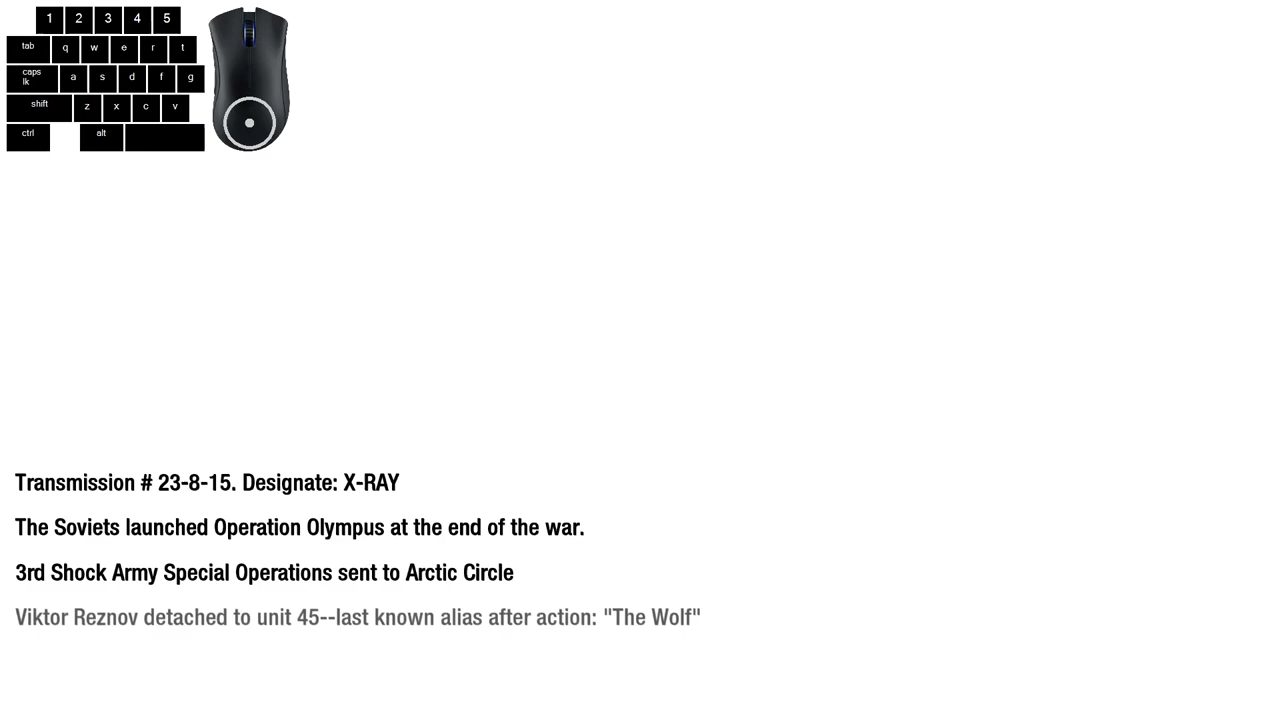 1 2 3 4 5
tab q w e r t
caps lk a s d f g
shift z x c v
ctrl alt
Transmission # 23-8-15. Designate: X-RAY
The Soviets launched Operation Olympus at the end of the war.
3rd Shock Army Special Operations sent to Arctic Circle
Viktor Reznov detached to unit 45--last known alias after action: "The Wolf"